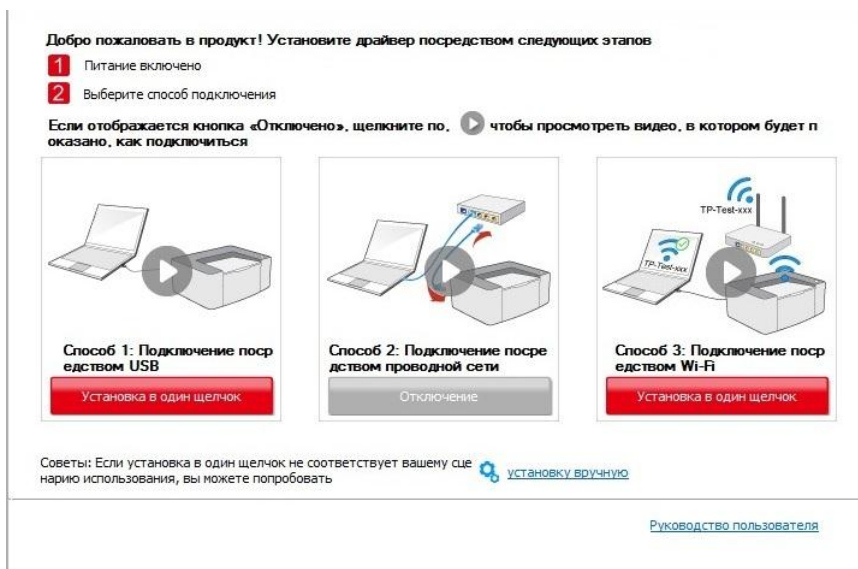 Добро пожаловать в продукт! Установите драйвер посредством следующих этапов
1 Питание включено
2 Выберите способ подключения
Если отображается кнопка «Отключено», щелкните по, чтобы просмотреть видео, в котором будет п
оказано, как подключиться
TP-Test-xxx
TP-Test-xxx
Способ 1: Подключение поср
едством USB
Установка в один щелчок
Способ 2: Подключение посре
дством проводной сети
Отключение
Способ 3: Подключение поср
едством Wi-Fi
Установка в один щелчок
Советы: Если установка в один щелчок не соответствует вашему сце
нарию использования, вы можете попробовать установку вручную
Руководство пользователя